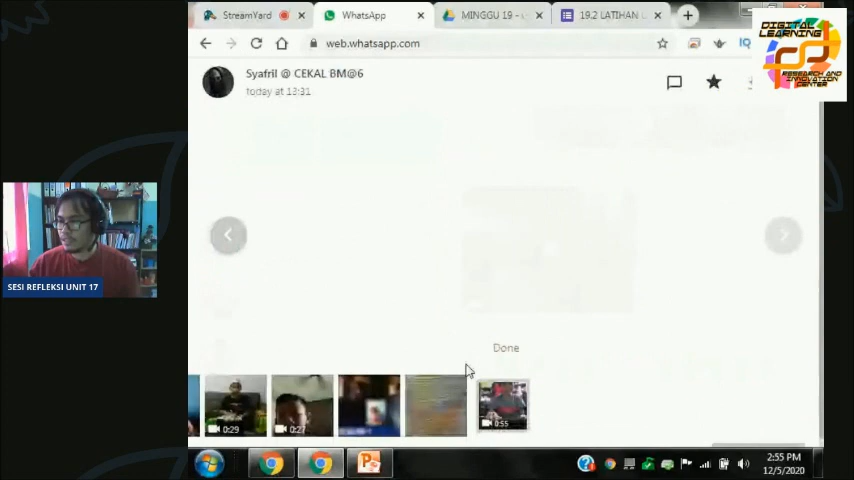 StreamYard
WhatsApp
MINGGU 19 -
19.2 LATIHAN L
web.whatsapp.com
IQ
DIGITAL
LEARNING
RESEARCH AND
INNOVATION
CENTER
Syafril @ CEKAL BM@6
today at 13:31
SESI REFLEKSI UNIT 17
Done
0:29
0:27
0:55
2:55 PM
12/5/2020